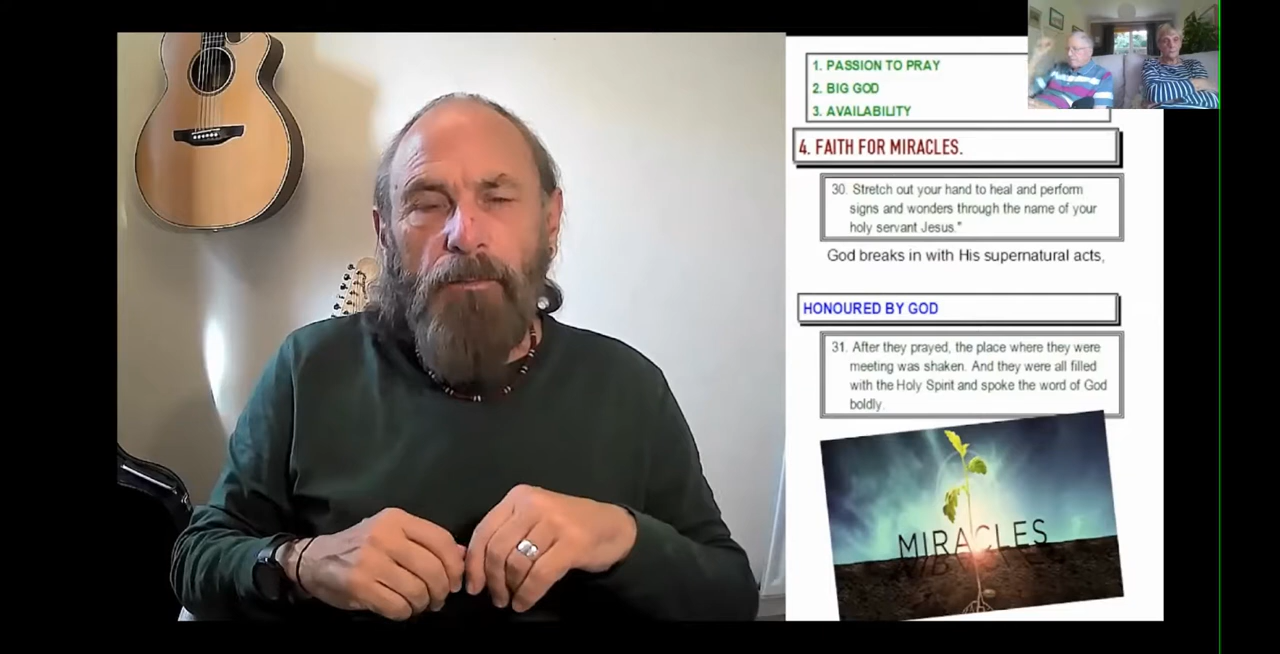 1. PASSION TO PRAY
2. BIG GOD
3. AVAILABILITY
4. FAITH FOR MIRACLES.
30. Stretch out your hand to heal and perform
signs and wonders through the name of your
holy servant Jesus."
God breaks in with His supernatural acts,
HONOURED BY GOD
31. After they prayed, the place where they were
meeting was shaken. And they were all filled
with the Holy Spirit and spoke the word of God
boldly.
MIRACLES